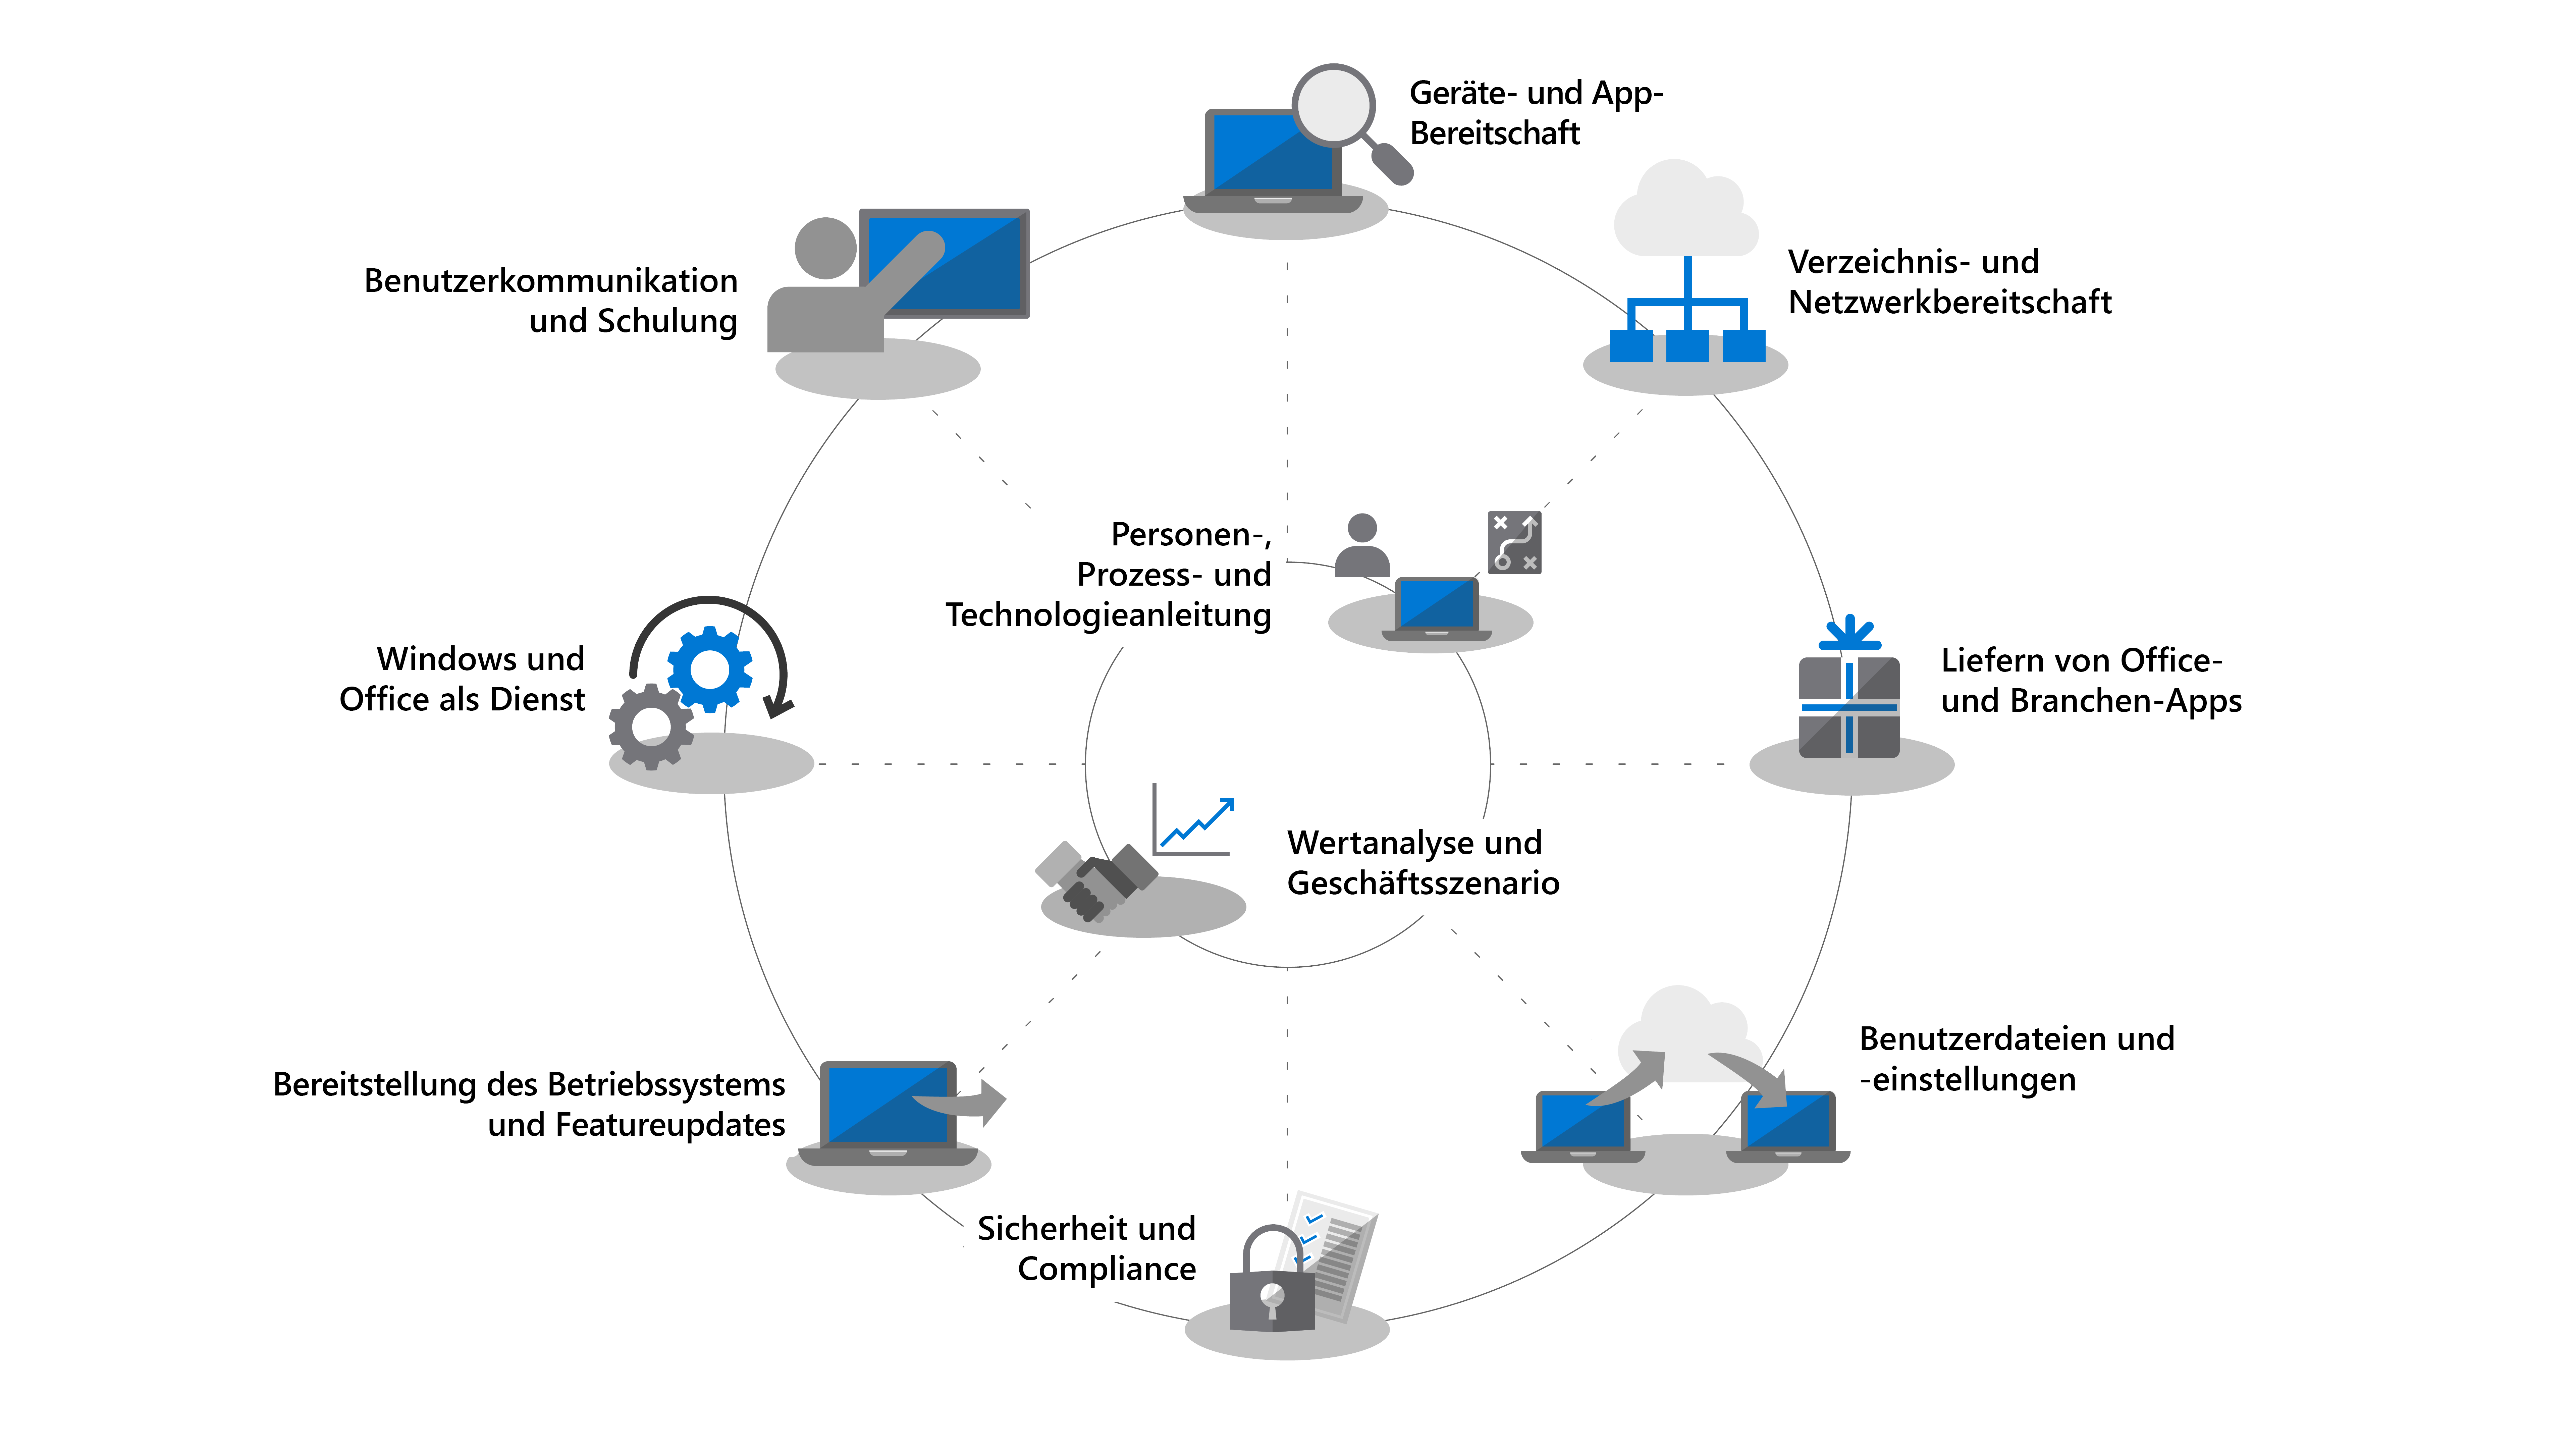 Geräte- und App-
Bereitschaft
Verzeichnis- und
Netzwerkbereitschaft
Benutzerkommunikation
und Schulung
Personen-,
Prozess- und
Technologieanleitung
Windows und
Office als Dienst
Liefern von Office-
und Branchen-Apps
Wertanalyse und
Geschäftsszenario
Benutzerdateien und
-einstellungen
Bereitstellung des Betriebssystems
und Featureupdates
Sicherheit und
Compliance